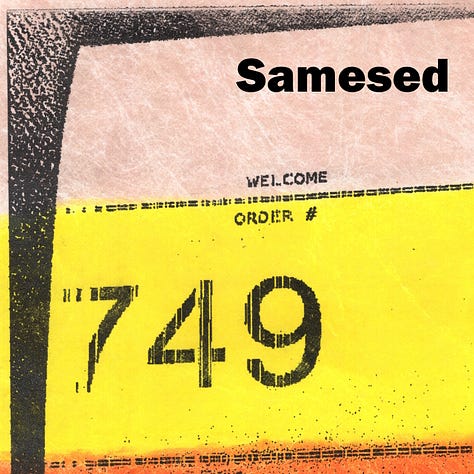 Samesed
WELCOME
ORDER #
749